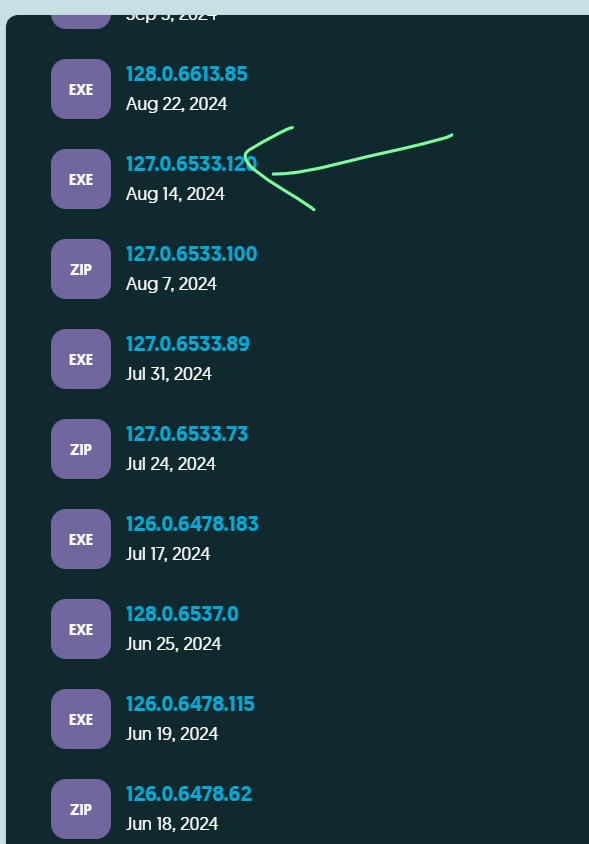 Sep 5, 2024
EXE
128.0.6613.85
Aug 22, 2024
EXE
127.0.6533.120
Aug 14, 2024
ZIP
127.0.6533.100
Aug 7, 2024
EXE
127.0.6533.89
Jul 31, 2024
ZIP
127.0.6533.73
Jul 24, 2024
EXE
126.0.6478.183
Jul 17, 2024
EXE
128.0.6537.0
Jun 25, 2024
EXE
126.0.6478.115
Jun 19, 2024
ZIP
126.0.6478.62
Jun 18, 2024